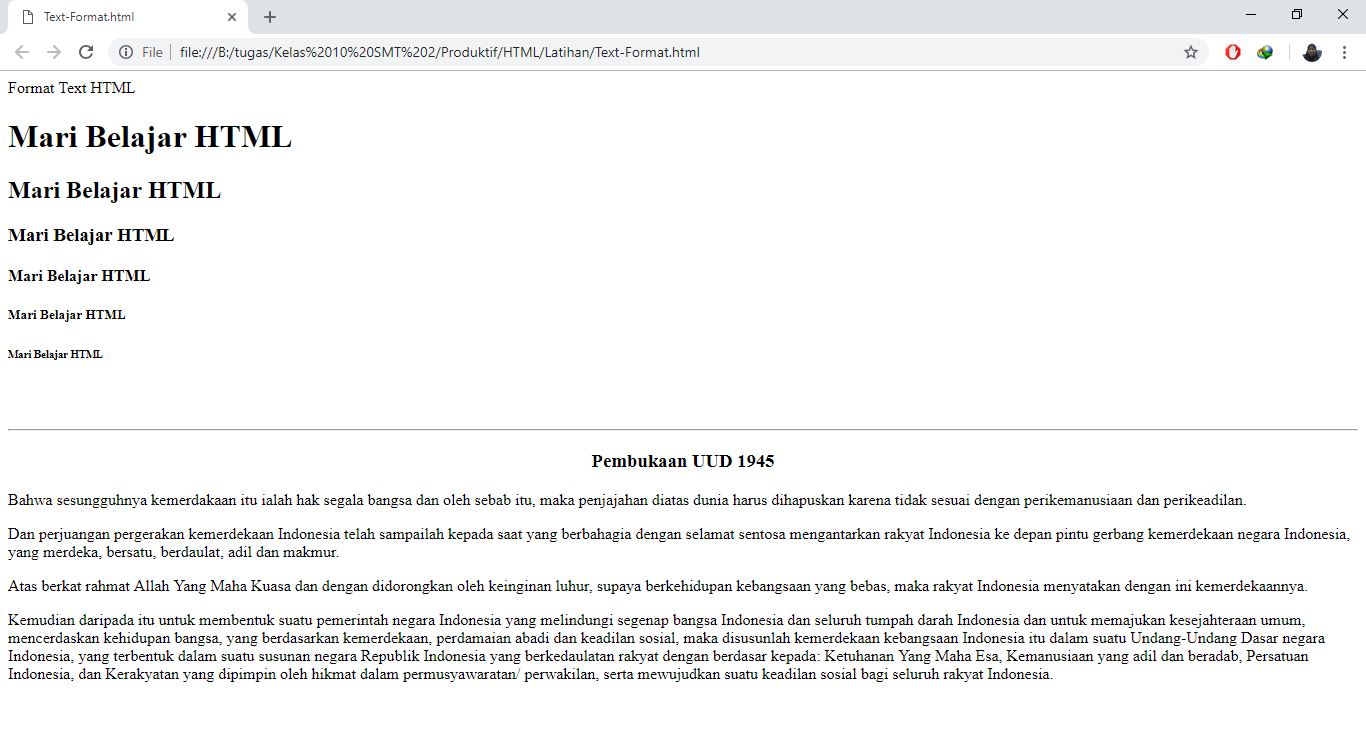 Text-Format.html
File
file:///B:/tugas/Kelas%2010%20SMT%202/Produktif/HTML/Latihan/Text-Format.html
Format Text HTML
Mari Belajar HTML
Mari Belajar HTML
Mari Belajar HTML
Mari Belajar HTML
Mari Belajar HTML
Mari Belajar HTML
Pembukaan UUD 1945
Bahwa sesungguhnya kemerdakaan itu ialah hak segala bangsa dan oleh sebab itu, maka penjajahan diatas dunia harus dihapuskan karena tidak sesuai dengan perikemanusiaan dan perikeadilan.
Dan perjuangan pergerakan kemerdekaan Indonesia telah sampailah kepada saat yang berbahagia dengan selamat sentosa mengantarkan rakyat Indonesia ke depan pintu gerbang kemerdekaan negara Indonesia,
yang merdeka, bersatu, berdaulat, adil dan makmur.
Atas berkat rahmat Allah Yang Maha Kuasa dan dengan didorongkan oleh keinginan luhur, supaya berkehidupan kebangsaan yang bebas, maka rakyat Indonesia menyatakan dengan ini kemerdekaannya.
Kemudian daripada itu untuk membentuk suatu pemerintah negara Indonesia yang melindungi segenap bangsa Indonesia dan seluruh tumpah darah Indonesia dan untuk memajukan kesejahteraan umum,
mencerdaskan kehidupan bangsa, yang berdasarkan kemerdekaan, perdamaian abadi dan keadilan sosial, maka disusunlah kemerdekaan kebangsaan Indonesia itu dalam suatu Undang-Undang Dasar negara
Indonesia, yang terbentuk dalam suatu susunan negara Republik Indonesia yang berkedaulatan rakyat dengan berdasar kepada: Ketuhanan Yang Maha Esa, Kemanusiaan yang adil dan beradab, Persatuan
Indonesia, dan Kerakyatan yang dipimpin oleh hikmat dalam permusyawaratan/ perwakilan, serta mewujudkan suatu keadilan sosial bagi seluruh rakyat Indonesia.